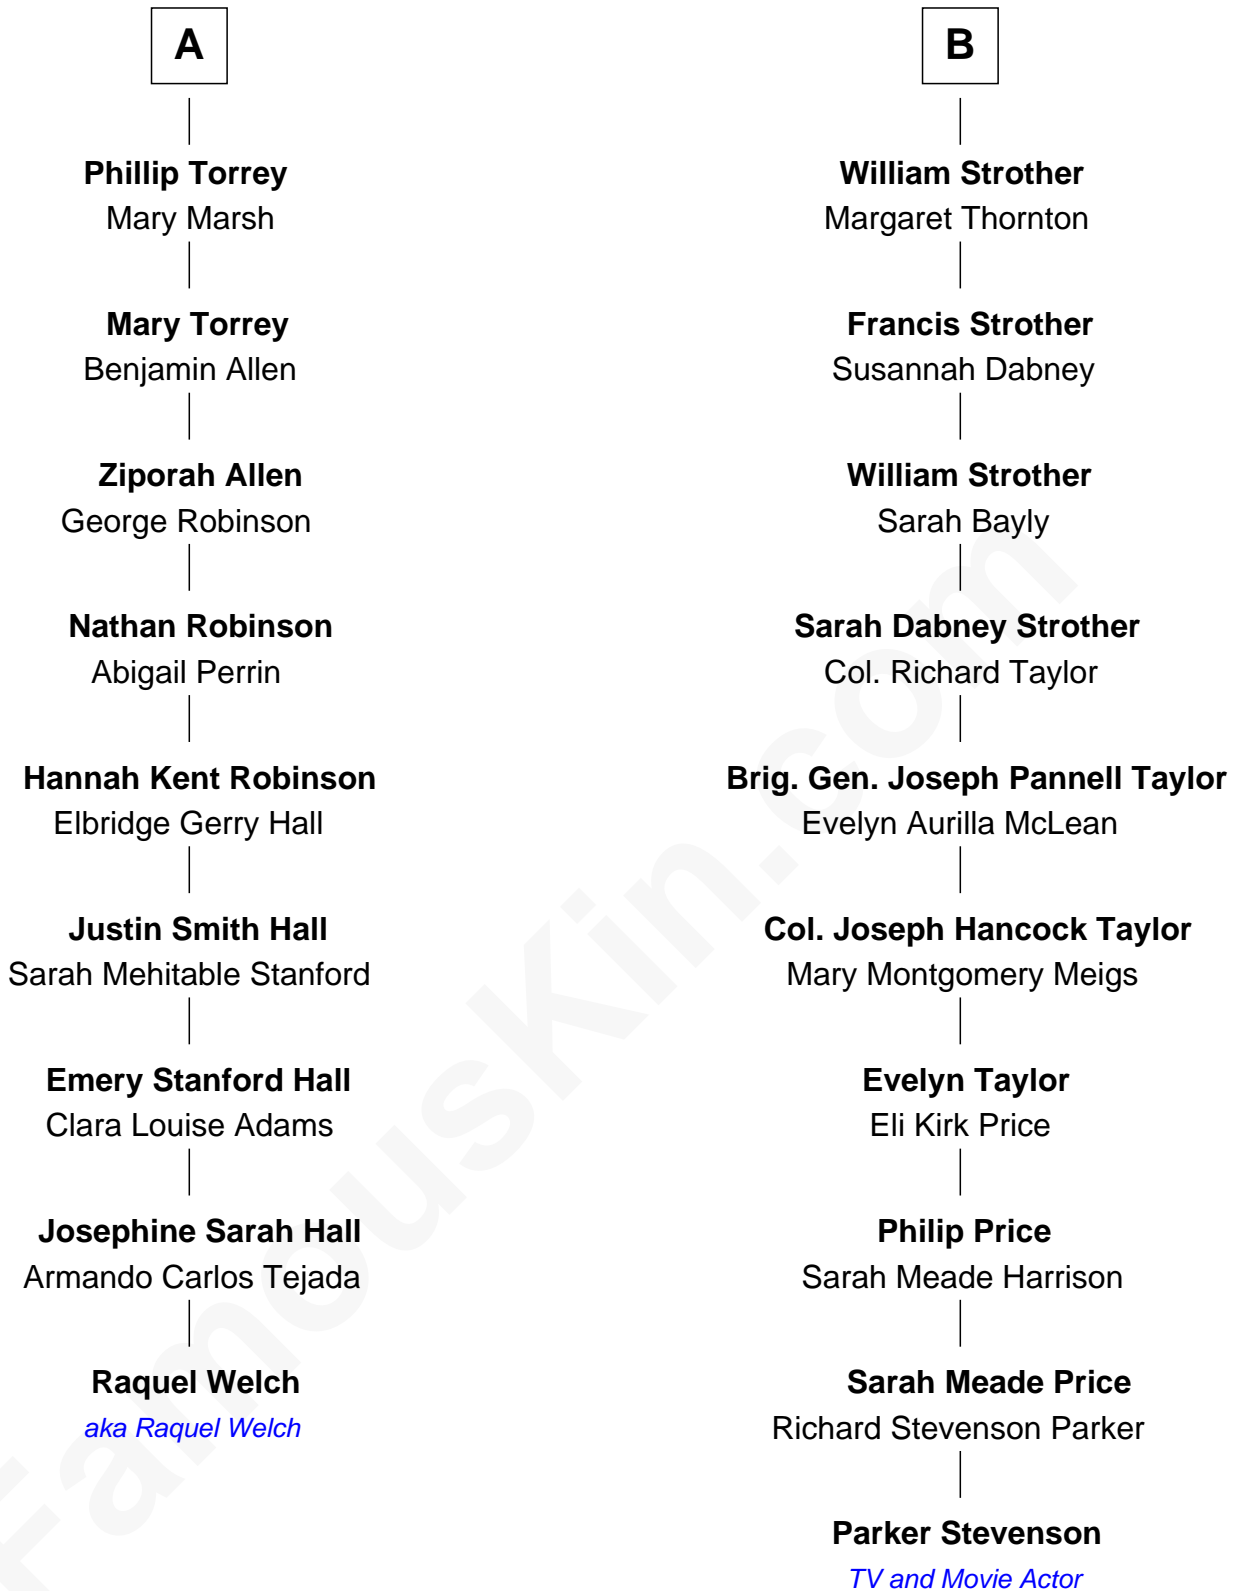 A
Phillip Torrey
Mary Marsh
Mary Torrey
Benjamin Allen
Ziporah Allen
George Robinson
Nathan Robinson
Abigail Perrin
Hannah Kent Robinson
Elbridge Gerry Hall
Justin Smith Hall
Sarah Mehitable Stanford
Emery Stanford Hall
Clara Louise Adams
Josephine Sarah Hall
Armando Carlos Tejada
Raquel Welch
aka Raquel Welch
B
William Strother
Margaret Thornton
Francis Strother
Susannah Dabney
William Strother
Sarah Bayly
Sarah Dabney Strother
Col. Richard Taylor
Brig. Gen. Joseph Pannell Taylor
Evelyn Aurilla McLean
Col. Joseph Hancock Taylor
Mary Montgomery Meigs
Evelyn Taylor
Eli Kirk Price
Philip Price
Sarah Meade Harrison
Sarah Meade Price
Richard Stevenson Parker
Parker Stevenson
TV and Movie Actor
FamousKin.com